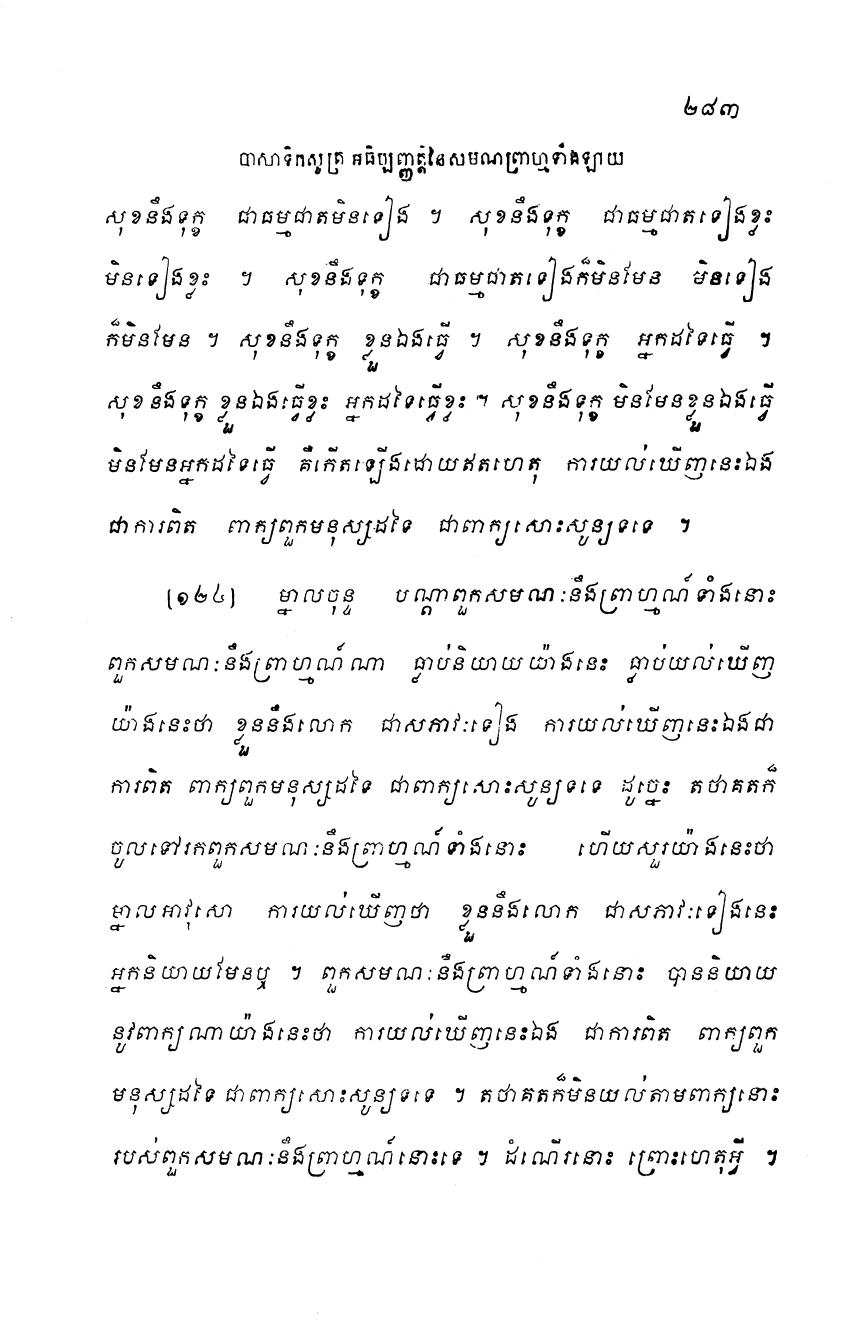 ២៨៣
បាសាទិកសូត្រ អធិប្បញ្ញត្តិនៃសមណព្រាហ្មទាំងឡាយ
សុខនឹងទុក្ខ ជាធម្មជាតមិនទៀង ។ សុខនឹងទុក្ខ ជាធម្មជាតទៀងខ្លះ
មិនទៀងខ្លះ ។ សុខនឹងទុក្ខ ជាធម្មជាតទៀងក៏មិនមែន មិនទៀង
ក៏មិនមែន ។ សុខនឹងទុក្ខ ខ្លួនឯងធ្វើ ។ សុខនឹងទុក្ខ អ្នកដទៃធ្វើ ។
សុខនឹងទុក្ខ ខ្លួនឯងធ្វើខ្លះ អ្នកដទៃធ្វើខ្លះ ។ សុខនឹងទុក្ខ មិនមែនខ្លួនឯងធ្វើ
មិនមែនអ្នកដទៃធ្វើ គឺកើតឡើងដោយឥតហេតុ ការយល់ឃើញនេះឯង
ជាការពិត ពាក្យពួកមនុស្សដទៃ ជាពាក្យសោះសូន្យទទេ ។
[១២៤] ម្នាលចុន្ទ បណ្តាពួកសមណៈនឹងព្រាហ្មណ៍ទាំងនោះ
ពួកសមណៈនឹងព្រាហ្មណ៍ណា ធ្លាប់និយាយយ៉ាងនេះ ធ្លាប់យល់ឃើញ
យ៉ាងនេះថា ខ្លួននឹងលោក ជាសភាវៈទៀង ការយល់ឃើញនេះឯងជា
ការពិត ពាក្យពួកមនុស្សដទៃ ជាពាក្យសោះសូន្យទទេ ដូច្នេះ តថាគតក៏
ចូលទៅរកពួកសមណៈនឹងព្រាហ្មណ៍ទាំងនោះ ហើយសួរយ៉ាងនេះថា
ម្នាលអាវុសោ ការយល់ឃើញថា ខ្លួននឹងលោក ជាសភាវៈទៀងនេះ
អ្នកនិយាយមែនឬ ។ ពួកសមណៈនឹងព្រាហ្មណ៍ទាំងនោះ បាននិយាយ
នូវពាក្យណាយ៉ាងនេះថា ការយល់ឃើញនេះឯង ជាការពិត ពាក្យពួក
មនុស្សដទៃ ជាពាក្យសោះសូន្យទទេ ។ តថាគតក៏មិនយល់តាមពាក្យនោះ
របស់ពួកសមណៈនឹងព្រាហ្មណ៍នោះទេ ។ ដំណើរនោះ ព្រោះហេតុអ្វី ។